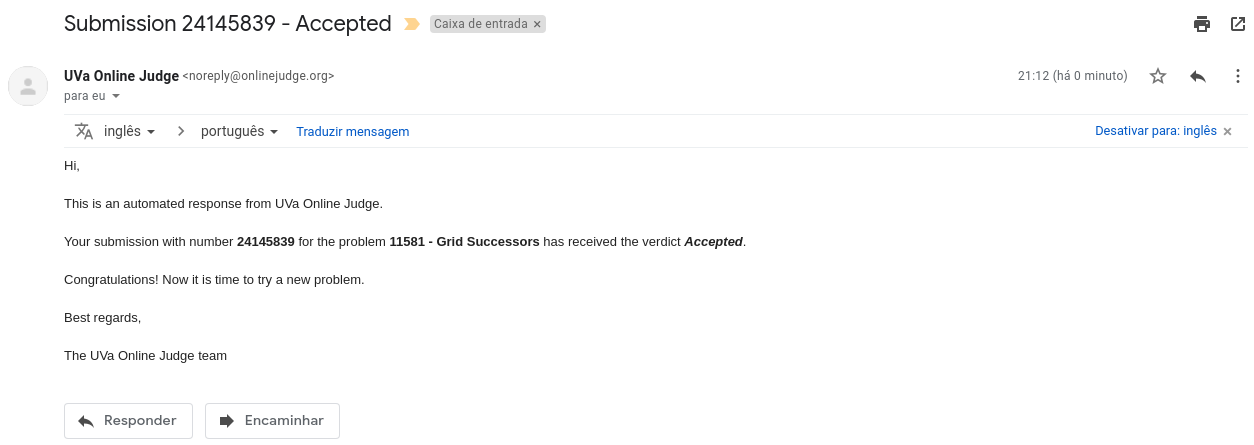 Submission 24145839 - Accepted Caixa de entrada ×
UVa Online Judge <noreply@onlinejudge.org> 21:12 (há 0 minuto)
para eu
inglês > português Traduzir mensagem Desativar para: inglês ×
Hi,
This is an automated response from UVa Online Judge.
Your submission with number 24145839 for the problem 11581 - Grid Successors has received the verdict Accepted.
Congratulations! Now it is time to try a new problem.
Best regards,
The UVa Online Judge team
Responder Encaminhar